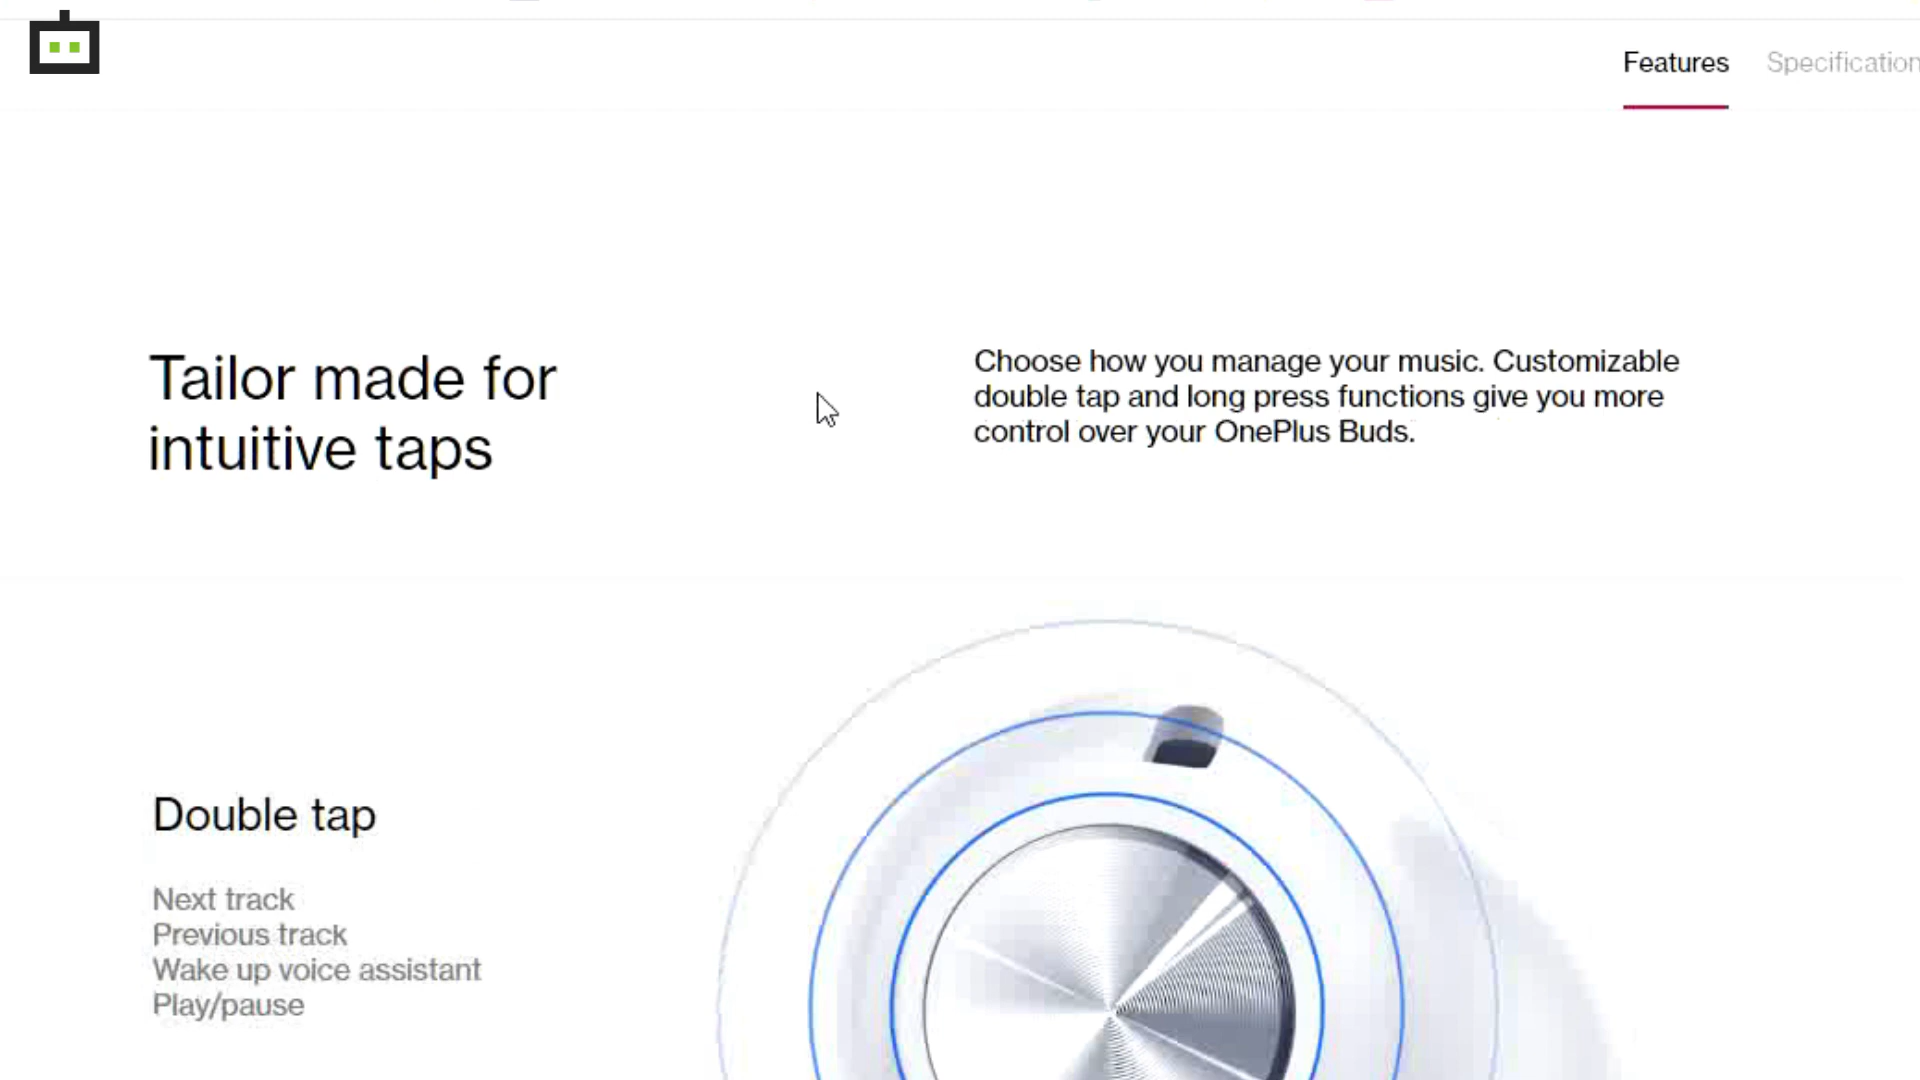 Features Specification
Tailor made for
intuitive taps
Choose how you manage your music. Customizable
double tap and long press functions give you more
control over your OnePlus Buds.
Double tap
Next track
Previous track
Wake up voice assistant
Play/pause